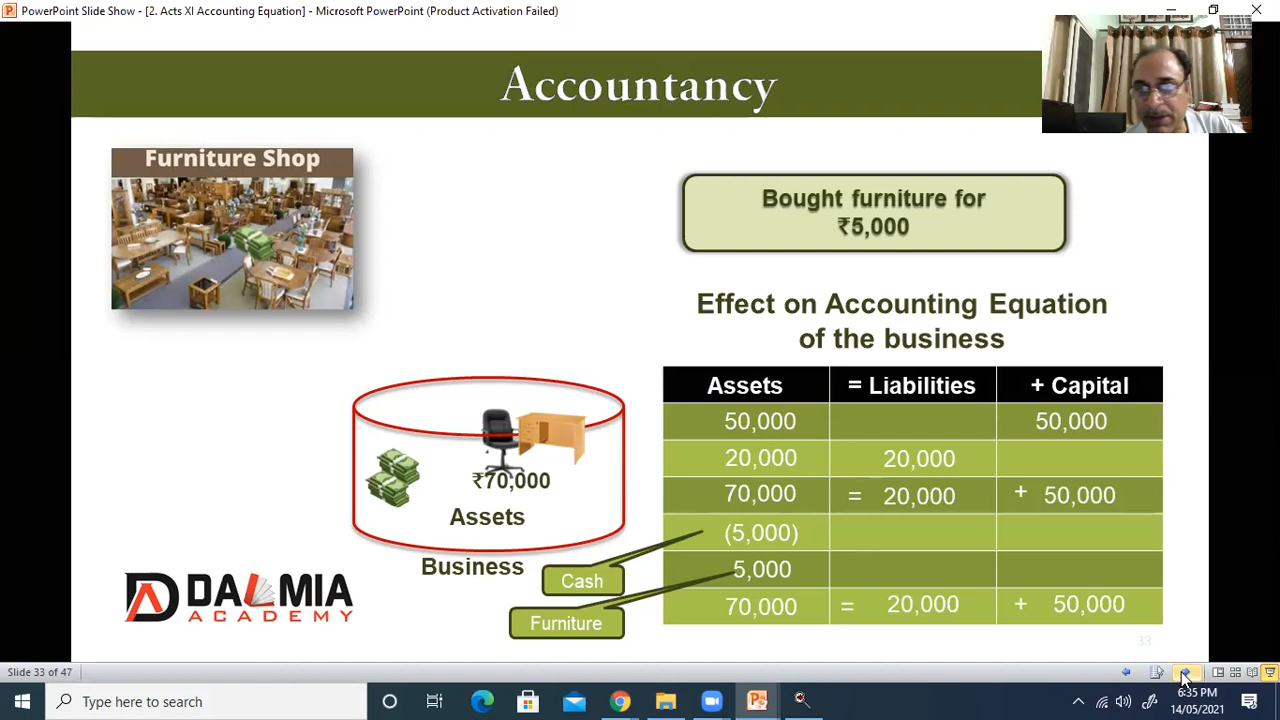 PowerPoint Slide Show - [2. Acts XI Accounting Equation] - Microsoft PowerPoint (Product Activation Failed)
Accountancy
Furniture Shop
Bought furniture for
₹5,000
Effect on Accounting Equation
of the business
Assets = Liabilities + Capital
50,000 50,000
20,000 20,000
70,000 = 20,000 + 50,000
(5,000)
5,000
70,000 = 20,000 + 50,000
₹70,000
Assets
Business
Cash
Furniture
DALMIA
ACADEMY
33
Slide 33 of 47
Type here to search
6:35 PM
14/05/2021